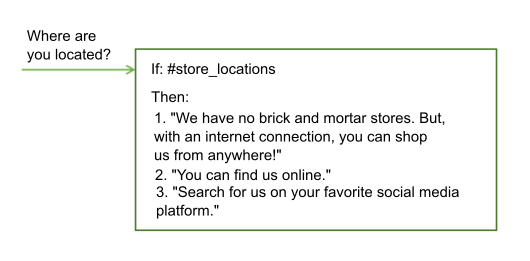 Where are
you located?
If: #store_locations
Then:
1. "We have no brick and mortar stores. But,
with an internet connection, you can shop
us from anywhere!"
2. "You can find us online."
3. "Search for us on your favorite social media
platform."